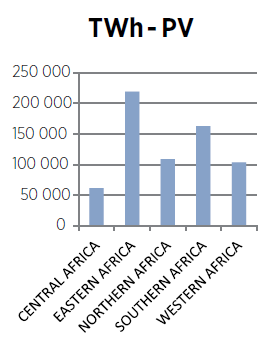 TWh - PV
250 000
200 000
150 000
100 000
50 000
0
CENTRAL AFRICA
EASTERN AFRICA
NORTHERN AFRICA
SOUTHERN AFRICA
WESTERN AFRICA